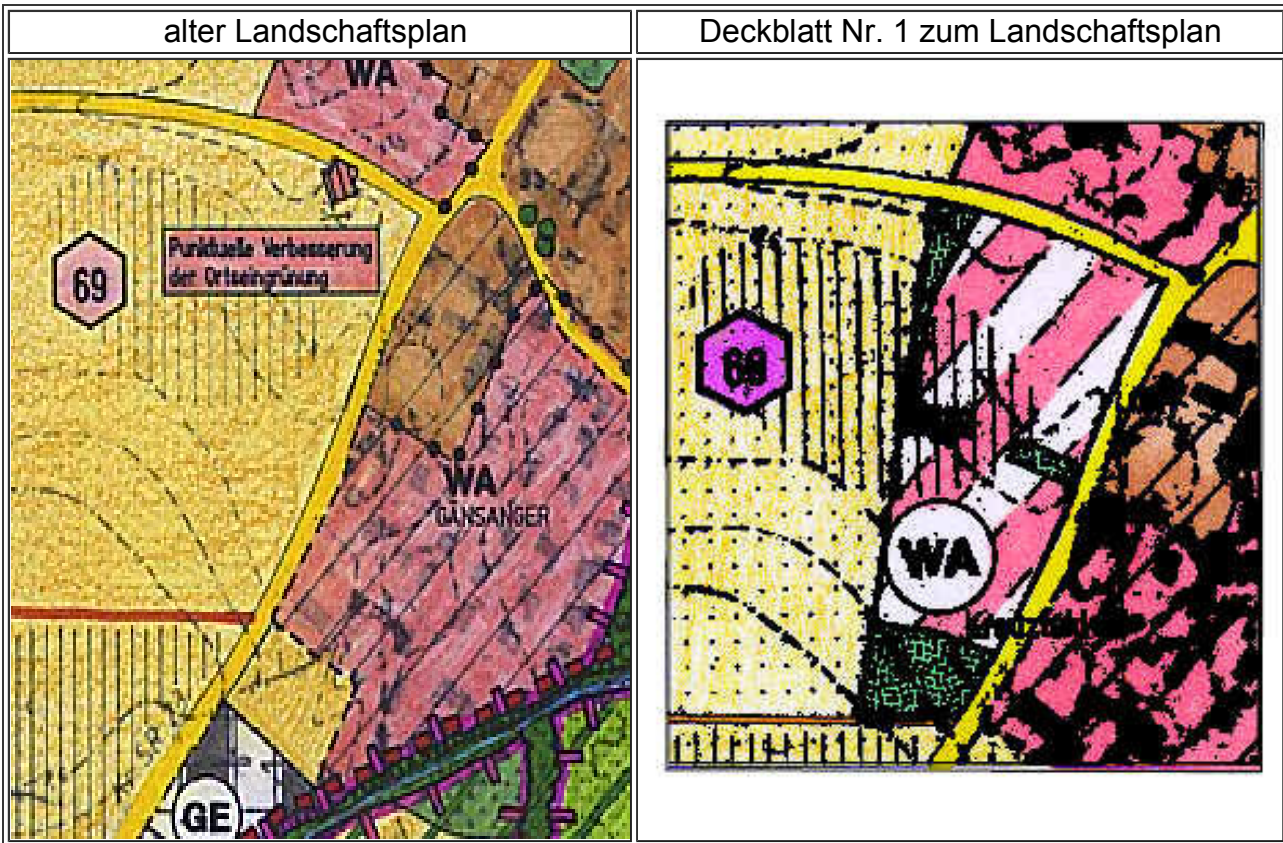 alter Landschaftsplan
Deckblatt Nr. 1 zum Landschaftsplan
WA
69
Punktuelle Verbesserung
der Ortseingrünung
WA
GÄNSANGER
GE
69
WA